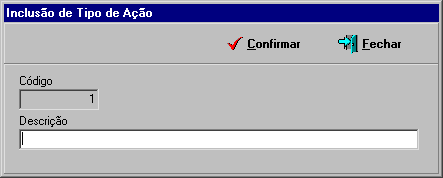 Inclusão de Tipo de Ação
Confirmar Fechar
Código
1
Descrição